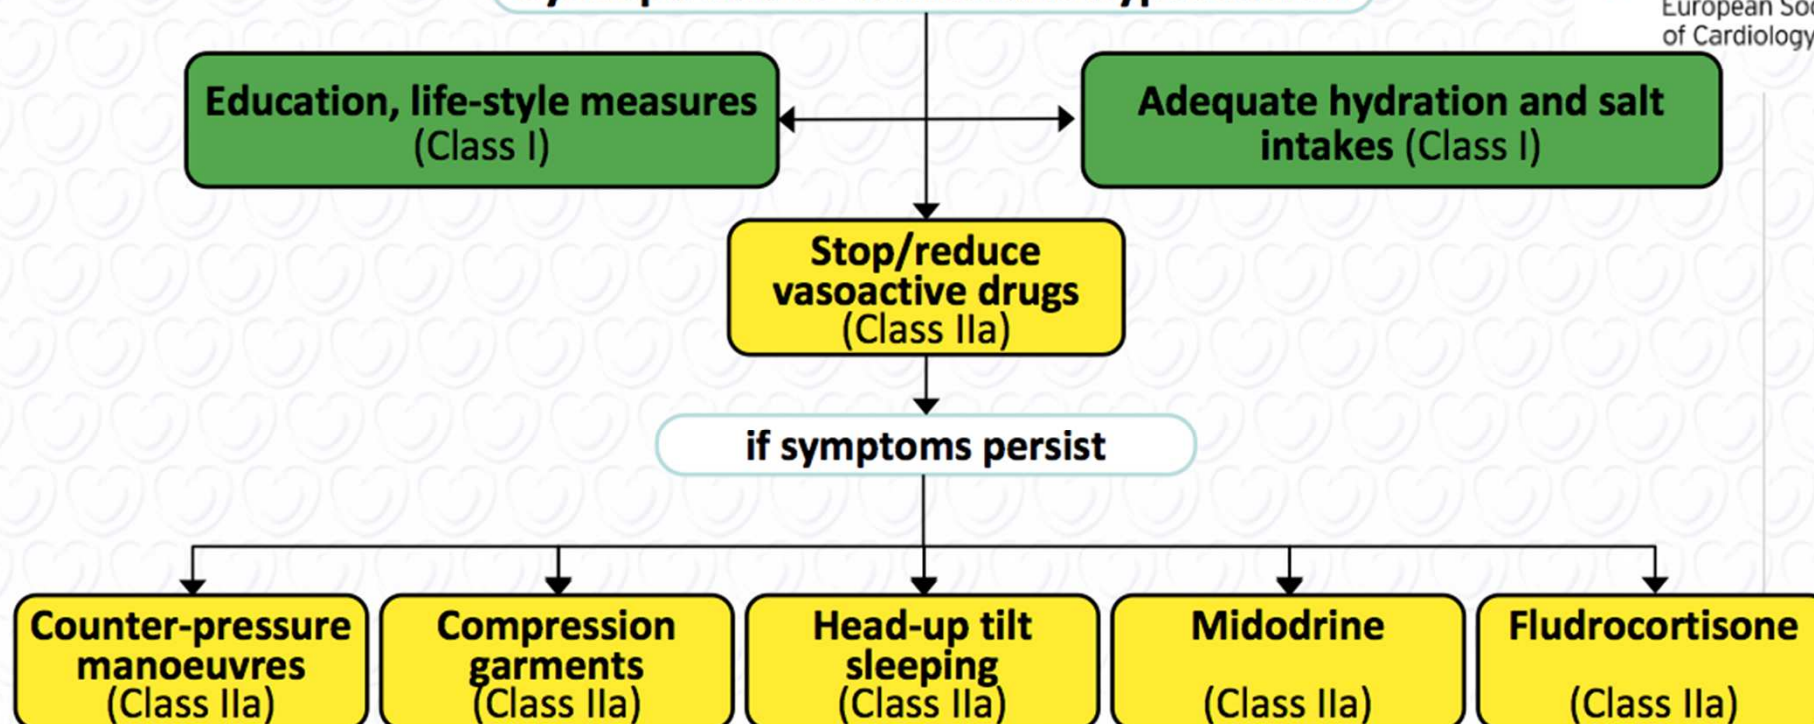 European
of Cardiology
Education, life-style measures
(Class I)
Adequate hydration and salt
intakes (Class I)
Stop/reduce
vasoactive drugs
(Class IIa)
if symptoms persist
Counter-pressure
manoeuvres
(Class IIa)
Compression
garments
(Class IIa)
Head-up tilt
sleeping
(Class IIa)
Midodrine
(Class IIa)
Fludrocortisone
(Class IIa)